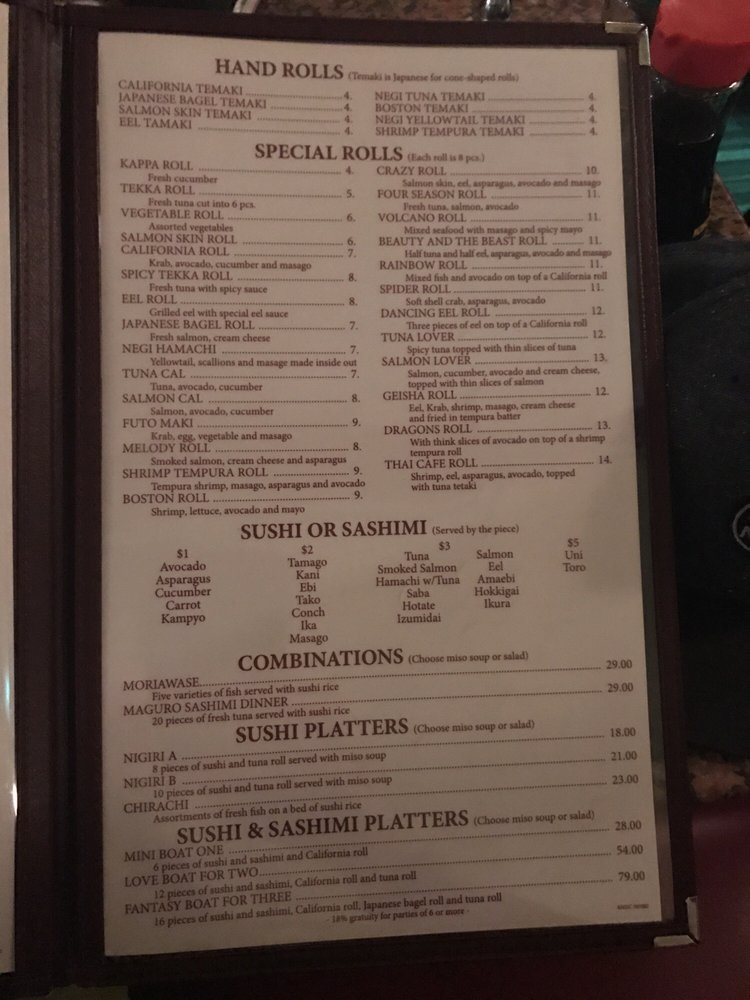 HAND ROLLS (Temaki is Japanese for cone-shaped rolls)
CALIFORNIA TEMAKI 4.
JAPANESE BAGEL TEMAKI 4.
SALMON SKIN TEMAKI 4.
EEL TAMAKI 4.
NEGI TUNA TEMAKI 4.
BOSTON TEMAKI 4.
NEGI YELLOWTAIL TEMAKI 4.
SHRIMP TEMPURA TEMAKI 4.
SPECIAL ROLLS (Each roll is 8 pcs.)
KAPPA ROLL 4.
Fresh cucumber
TEKKA ROLL 5.
Fresh tuna cut into 6 pcs.
VEGETABLE ROLL 6.
Assorted vegetables
SALMON SKIN ROLL 6.
CALIFORNIA ROLL 7.
Krab, avocado, cucumber and masago
SPICY TEKKA ROLL 8.
Fresh tuna with spicy sauce
EEL ROLL 8.
Grilled eel with special eel sauce
JAPANESE BAGEL ROLL 7.
Fresh salmon, cream cheese
NEGI HAMACHI 7.
Yellowtail, scallions and masage made inside out
TUNA CAL 7.
Tuna, avocado, cucumber
SALMON CAL 8.
Salmon, avocado, cucumber
FUTO MAKI 9.
Krab, egg, vegetable and masago
MELODY ROLL 8.
Smoked salmon, cream cheese and asparagus
SHRIMP TEMPURA ROLL 9.
Tempura shrimp, masago, asparagus and avocado
BOSTON ROLL 9.
Shrimp, lettuce, avocado and mayo
CRAZY ROLL 10.
Salmon skin, eel, asparagus, avocado and masago
FOUR SEASON ROLL 11.
Fresh tuna, salmon, avocado
VOLCANO ROLL 11.
Mixed seafood with masago and spicy mayo
BEAUTY AND THE BEAST ROLL 11.
Half tuna and half eel, asparagus, avocado and masago
RAINBOW ROLL 11.
Mixed fish and avocado on top of a California roll
SPIDER ROLL 11.
Soft shell crab, asparagus, avocado
DANCING EEL ROLL 12.
Three pieces of eel on top of a California roll
TUNA LOVER 12.
Spicy tuna topped with thin slices of tuna
SALMON LOVER 13.
Salmon, cucumber, avocado and cream cheese,
topped with thin slices of salmon
GEISHA ROLL 12.
Eel, Krab, shrimp, masago, cream cheese
and fried in tempura batter
DRAGONS ROLL 13.
With think slices of avocado on top of a shrimp
tempura roll
THAI CAFE ROLL 14.
Shrimp, eel, asparagus, avocado, topped
with tuna tetaki
SUSHI OR SASHIMI (Served by the piece)
$1
Avocado
Asparagus
Cucumber
Carrot
Kampyo
$2
Tamago
Kani
Ebi
Tako
Conch
Ika
Masago
$3
Tuna
Smoked Salmon
Hamachi w/Tuna
Saba
Hotate
Izumidai
Salmon
Eel
Amaebi
Hokkigai
Ikura
$5
Uni
Toro
COMBINATIONS (Choose miso soup or salad)
MORIAWASE 29.00
Five varieties of fish served with sushi rice
MAGURO SASHIMI DINNER 29.00
20 pieces of fresh tuna served with sushi rice
SUSHI PLATTERS (Choose miso soup or salad)
NIGIRI A 18.00
8 pieces of sushi and tuna roll served with miso soup
NIGIRI B 21.00
10 pieces of sushi and tuna roll served with miso soup
CHIRACHI 23.00
Assortments of fresh fish on a bed of sushi rice
SUSHI & SASHIMI PLATTERS (Choose miso soup or salad)
MINI BOAT ONE 28.00
6 pieces of sushi and sashimi and California roll
LOVE BOAT FOR TWO 54.00
12 pieces of sushi and sashimi, California roll and tuna roll
FANTASY BOAT FOR THREE 79.00
16 pieces of sushi and sashimi, California roll, Japanese bagel roll and tuna roll
- 18% gratuity for parties of 6 or more -